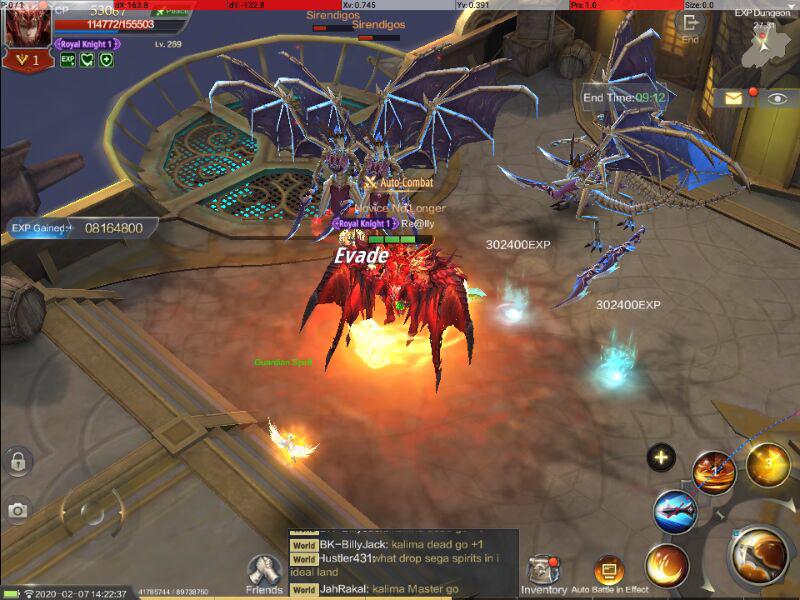 P:0 / 1
dX:163.8
dY:-132.8
Xv:0.745
Yv:0.391
Prs:1.0
Size:0.0
CP
Peace
114772/155503
Royal Knight 1
Lv. 289
1
EXP
Sirendigos
Sirendigos
End
EXP Dungeon
End Time:09:12
Auto-Combat
Novice No Longer
Royal Knight 1
Re@lly
EXP Gained:
08164800
Evade
302400EXP
302400EXP
Guardian Spirit
World BK-BillyJack: kalima dead go +1
World Hustler431:what drop sega spirits in i
ideal land
World JahRakal: kalima Master go
Friends
Inventory
Auto Battle in Effect
1
3
2020-02-07 14:22:37
41785744 / 89738750